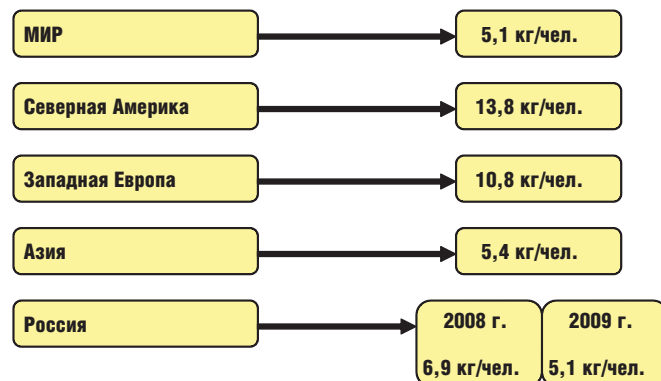 МИР 5,1 кг/чел.
Северная Америка 13,8 кг/чел.
Западная Европа 10,8 кг/чел.
Азия 5,4 кг/чел.
Россия 2008 г. 2009 г.
6,9 кг/чел. 5,1 кг/чел.